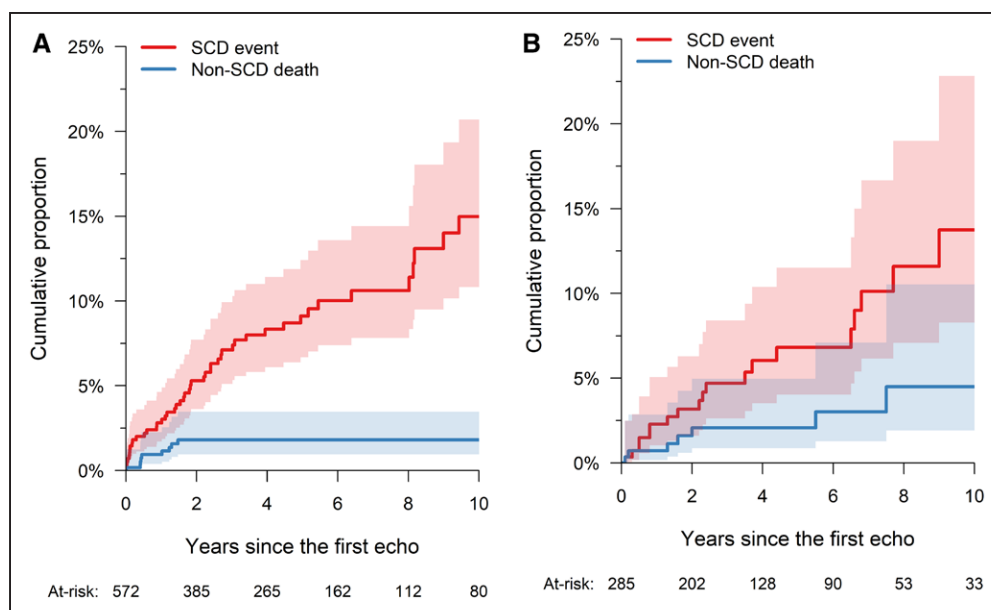 A
25%
20%
15%
10%
5%
0%
SCD event
Non-SCD death
Cumulative proportion
0 2 4 6 8 10
Years since the first echo
At-risk: 572 385 265 162 112 80
B
25%
20%
15%
10%
5%
0%
SCD event
Non-SCD death
Cumulative proportion
0 2 4 6 8 10
Years since the first echo
At-risk: 285 202 128 90 53 33